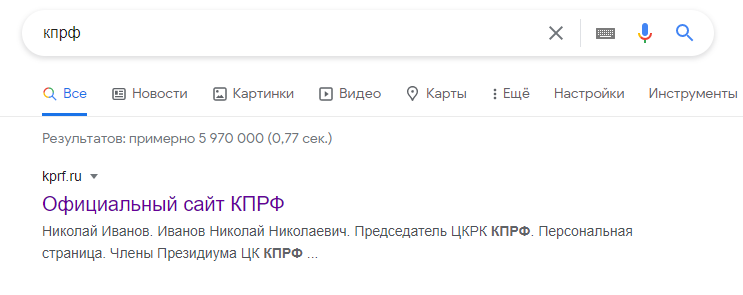 кпрф
Все Новости Картинки Видео Карты Ещё Настройки Инструменты
Результатов: примерно 5 970 000 (0,77 сек.)
kprf.ru
Официальный сайт КПРФ
Николай Иванов. Иванов Николай Николаевич. Председатель ЦКРК КПРФ. Персональная
страница. Члены Президиума ЦК КПРФ ...